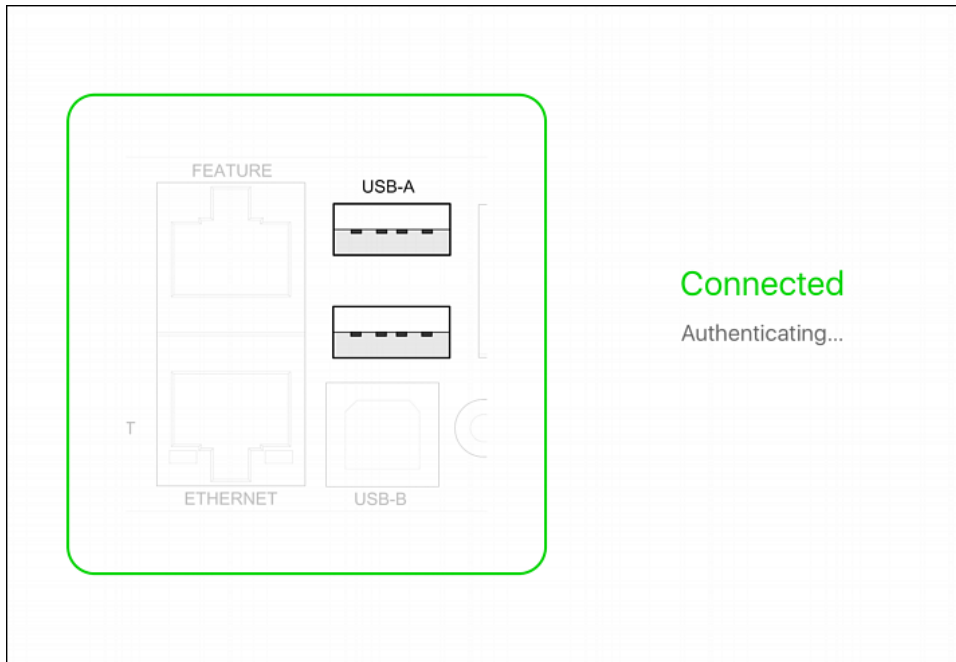 FEATURE
USB-A
Connected
Authenticating...
T
ETHERNET
USB-B